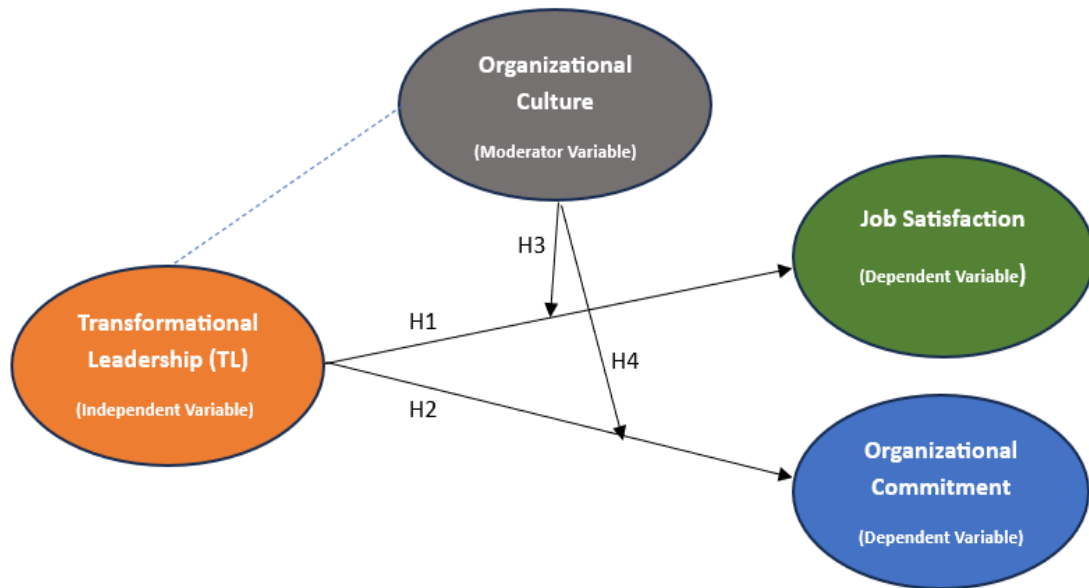 Organizational
Culture
(Moderator Variable)
Job Satisfaction
(Dependent Variable)
H3
H1
Transformational
Leadership (TL)
(Independent Variable)
H4
H2
Organizational
Commitment
(Dependent Variable)